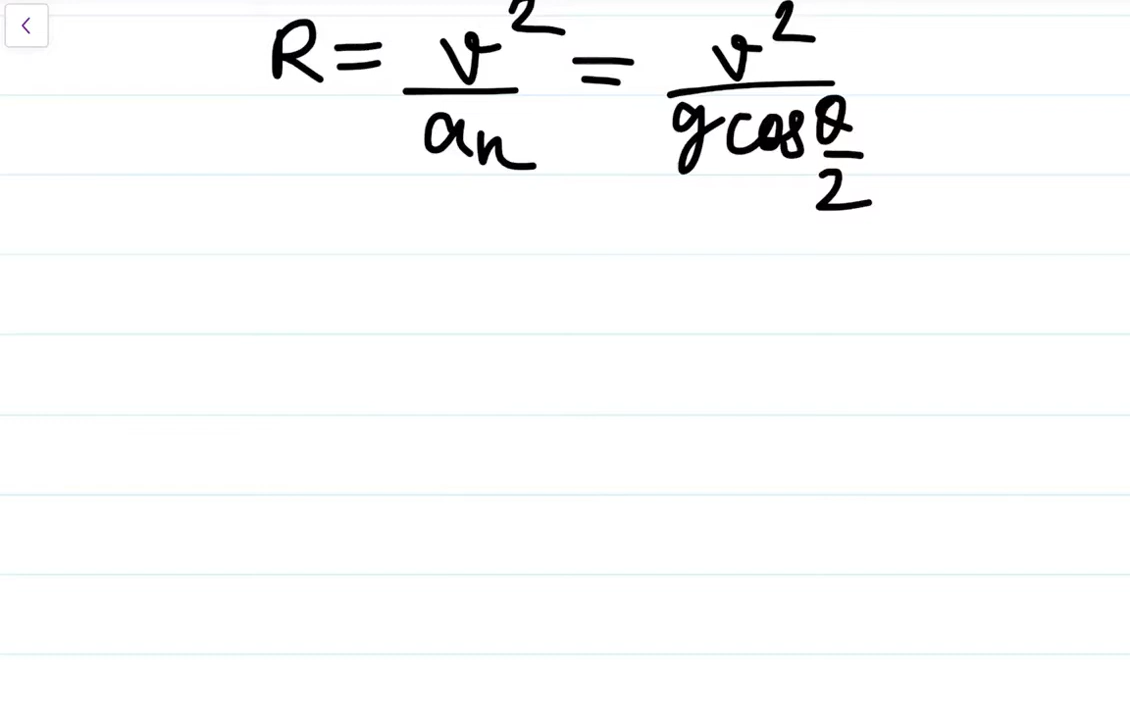 R = v²/aₙ = v²/(g cos θ/2)